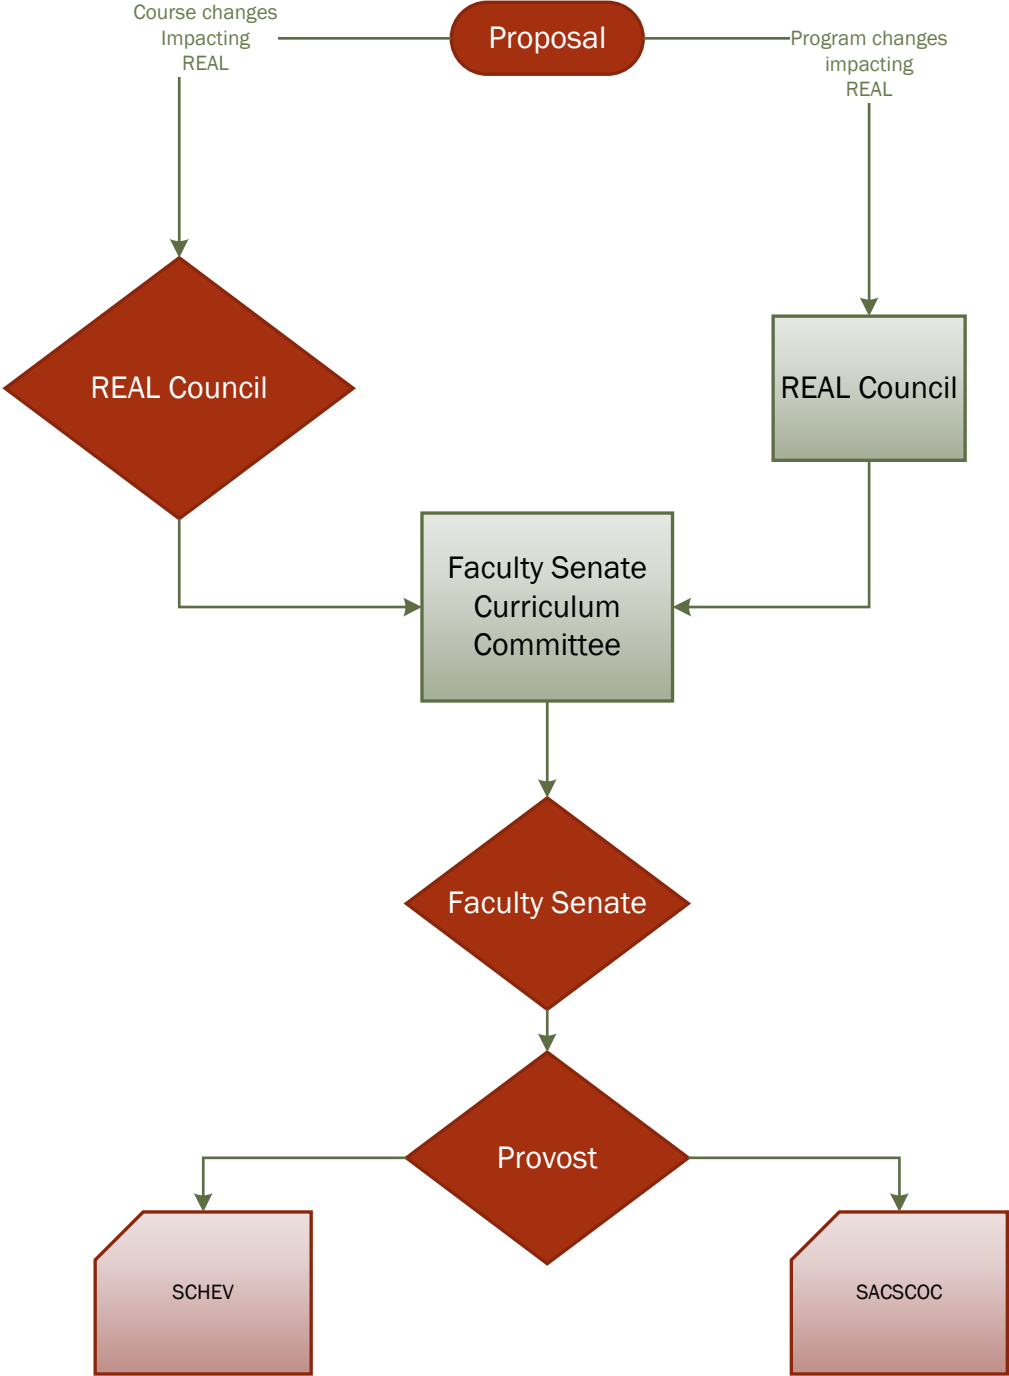 Course changes
Impacting
REAL
Proposal
Program changes
impacting
REAL
REAL Council
REAL Council
Faculty Senate
Curriculum
Committee
Faculty Senate
Provost
SCHEV
SACSCOC